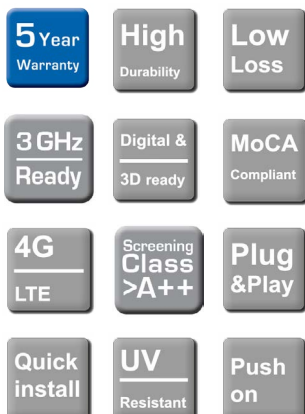 5 Year
Warranty
High
Durability
Low
Loss
3 GHz
Ready
Digital &
3D ready
MoCA
Compliant
4G
LTE
Screening
Class
>A++
Plug
&Play
Quick
install
UV
Resistant
Push
on